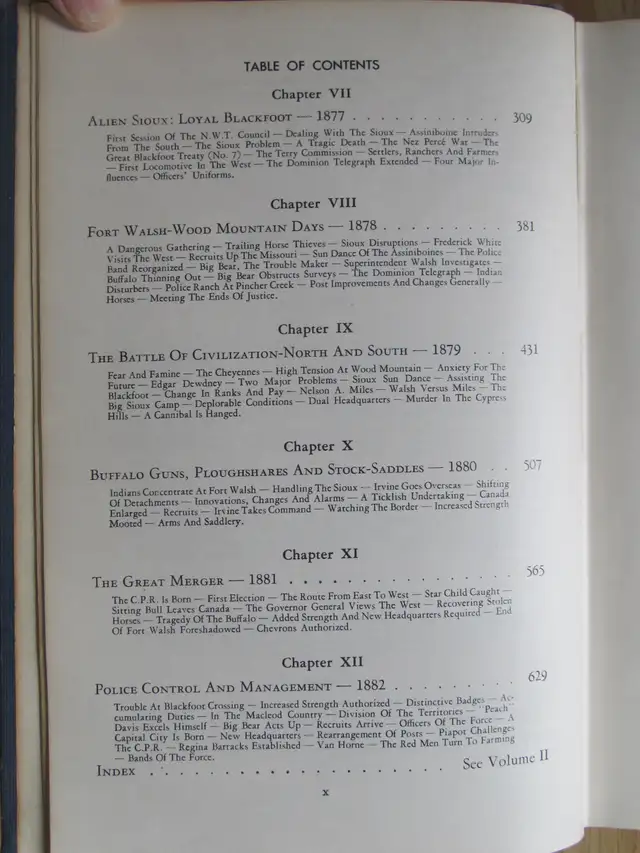 TABLE OF CONTENTS
Chapter VII
ALIEN SIOUX: LOYAL BLACKFOOT — 1877 . . . . . . . . . . . 309
First Session Of The N.W.T. Council — Dealing With The Sioux — Assiniboine Intruders
From The South — The Sioux Problem — A Tragic Death — The Nez Percé War — The
Great Blackfoot Treaty (No. 7) — The Terry Commission — Settlers, Ranchers And Farmers
— First Locomotive In The West — The Dominion Telegraph Extended — Four Major In-
fluences — Officers' Uniforms.
Chapter VIII
FORT WALSH-WOOD MOUNTAIN DAYS — 1878 . . . . . . . . . 381
A Dangerous Gathering — Trailing Horse Thieves — Sioux Disruptions — Frederick White
Visits The West — Recruits Up The Missouri — Sun Dance Of The Assiniboines — The Police
Band Reorganized — Big Bear, The Trouble Maker — Superintendent Walsh Investigates —
Buffalo Thinning Out — Big Bear Obstructs Surveys — The Dominion Telegraph — Indian
Disturbers — Police Ranch At Pincher Creek — Post Improvements And Changes Generally —
Horses — Meeting The Ends Of Justice.
Chapter IX
THE BATTLE OF CIVILIZATION-NORTH AND SOUTH — 1879 . . . 431
Fear And Famine — The Cheyennes — High Tension At Wood Mountain — Anxiety For The
Future — Edgar Dewdney — Two Major Problems — Sioux Sun Dance — Assisting The
Blackfoot — Change In Ranks And Pay — Nelson A. Miles — Walsh Versus Miles — The
Big Sioux Camp — Deplorable Conditions — Dual Headquarters — Murder In The Cypress
Hills — A Cannibal Is Hanged.
Chapter X
BUFFALO GUNS, PLOUGHSHARES AND STOCK-SADDLES — 1880 . . 507
Indians Concentrate At Fort Walsh — Handling The Sioux — Irvine Goes Overseas — Shifting
Of Detachments — Innovations, Changes And Alarms — A Ticklish Undertaking — Canada
Enlarged — Recruits — Irvine Takes Command — Watching The Border — Increased Strength
Mooted — Arms And Saddlery.
Chapter XI
THE GREAT MERGER — 1881 . . . . . . . . . . . . . . . 565
The C.P.R. Is Born — First Election — The Route From East To West — Star Child Caught —
Sitting Bull Leaves Canada — The Governor General Views The West — Recovering Stolen
Horses — Tragedy Of The Buffalo — Added Strength And New Headquarters Required — End
Of Fort Walsh Foreshadowed — Chevrons Authorized.
Chapter XII
POLICE CONTROL AND MANAGEMENT — 1882 . . . . . . . . . 629
Trouble At Blackfoot Crossing — Increased Strength Authorized — Distinctive Badges — Ac-
cumulating Duties — In The Macleod Country — Division Of The Territories — "Peach"
Davis Excels Himself — Big Bear Acts Up — Recruits Arrive — Officers Of The Force — A
Capital City Is Born — New Headquarters — Rearrangement Of Posts — Piapot Challenges
The C.P.R. — Regina Barracks Established — Van Horne — The Red Men Turn To Farming
— Bands Of The Force.
INDEX . . . . . . . . . . . . . . . . . . See Volume II
x